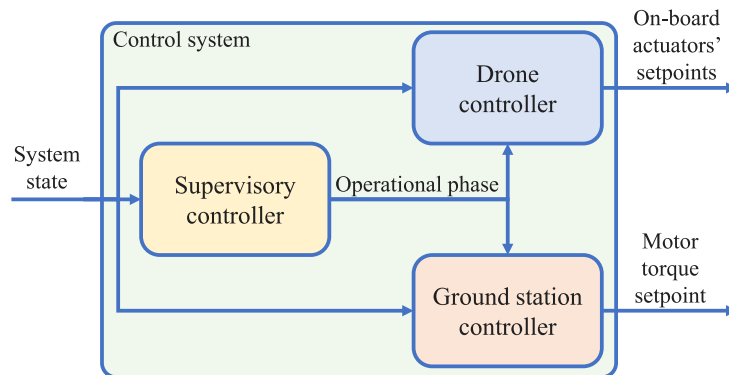 Control system
On-board
actuators’
setpoints
Drone
controller
System
state
Supervisory
controller
Operational phase
Motor
torque
setpoint
Ground station
controller